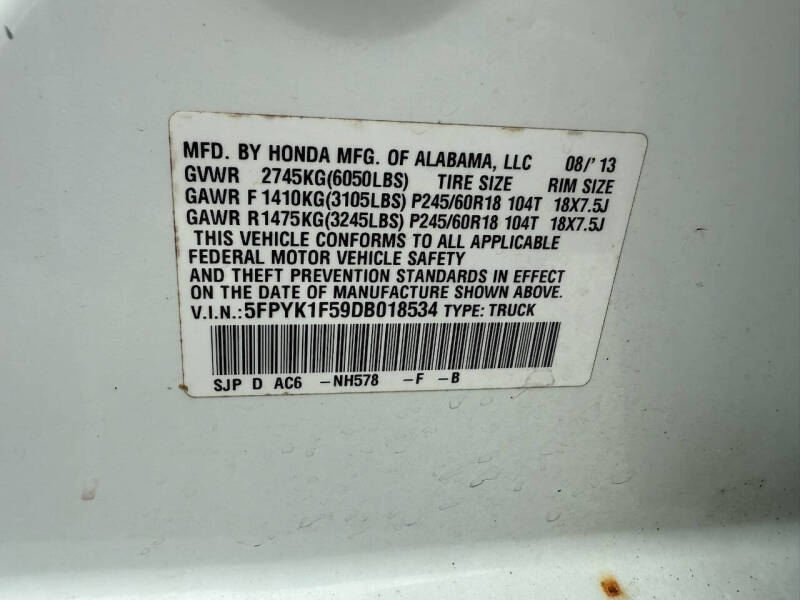 MFD. BY HONDA MFG. OF ALABAMA, LLC 08/'13
GVWR 2745KG(6050LBS) TIRE SIZE RIM SIZE
GAWR F1410KG(3105LBS) P245/60R18 104T 18X7.5J
GAWR R1475KG(3245LBS) P245/60R18 104T 18X7.5J
THIS VEHICLE CONFORMS TO ALL APPLICABLE
FEDERAL MOTOR VEHICLE SAFETY
AND THEFT PREVENTION STANDARDS IN EFFECT
ON THE DATE OF MANUFACTURE SHOWN ABOVE.
V.I.N.:5FPYK1F59DB018534 TYPE: TRUCK
SJP D AC6 -NH578 -F -B